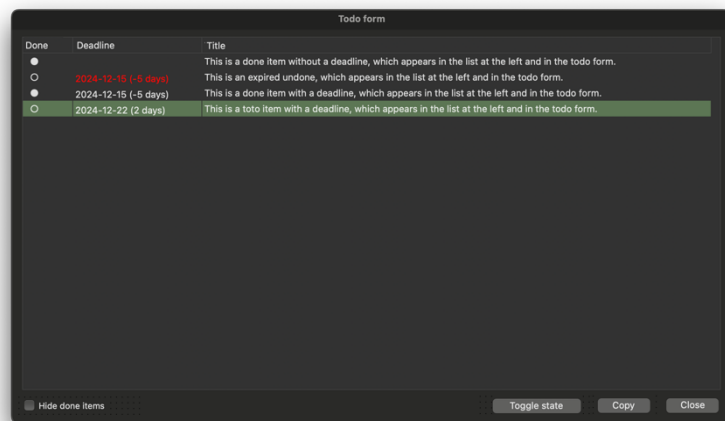 Todo form
Done Deadline Title
This is a done item without a deadline, which appears in the list at the left and in the todo form.
2024-12-15 (-5 days) This is an expired undone, which appears in the list at the left and in the todo form.
2024-12-15 (-5 days) This is a done item with a deadline, which appears in the list at the left and in the todo form.
2024-12-22 (2 days) This is a toto item with a deadline, which appears in the list at the left and in the todo form.
Hide done items Toggle state Copy Close